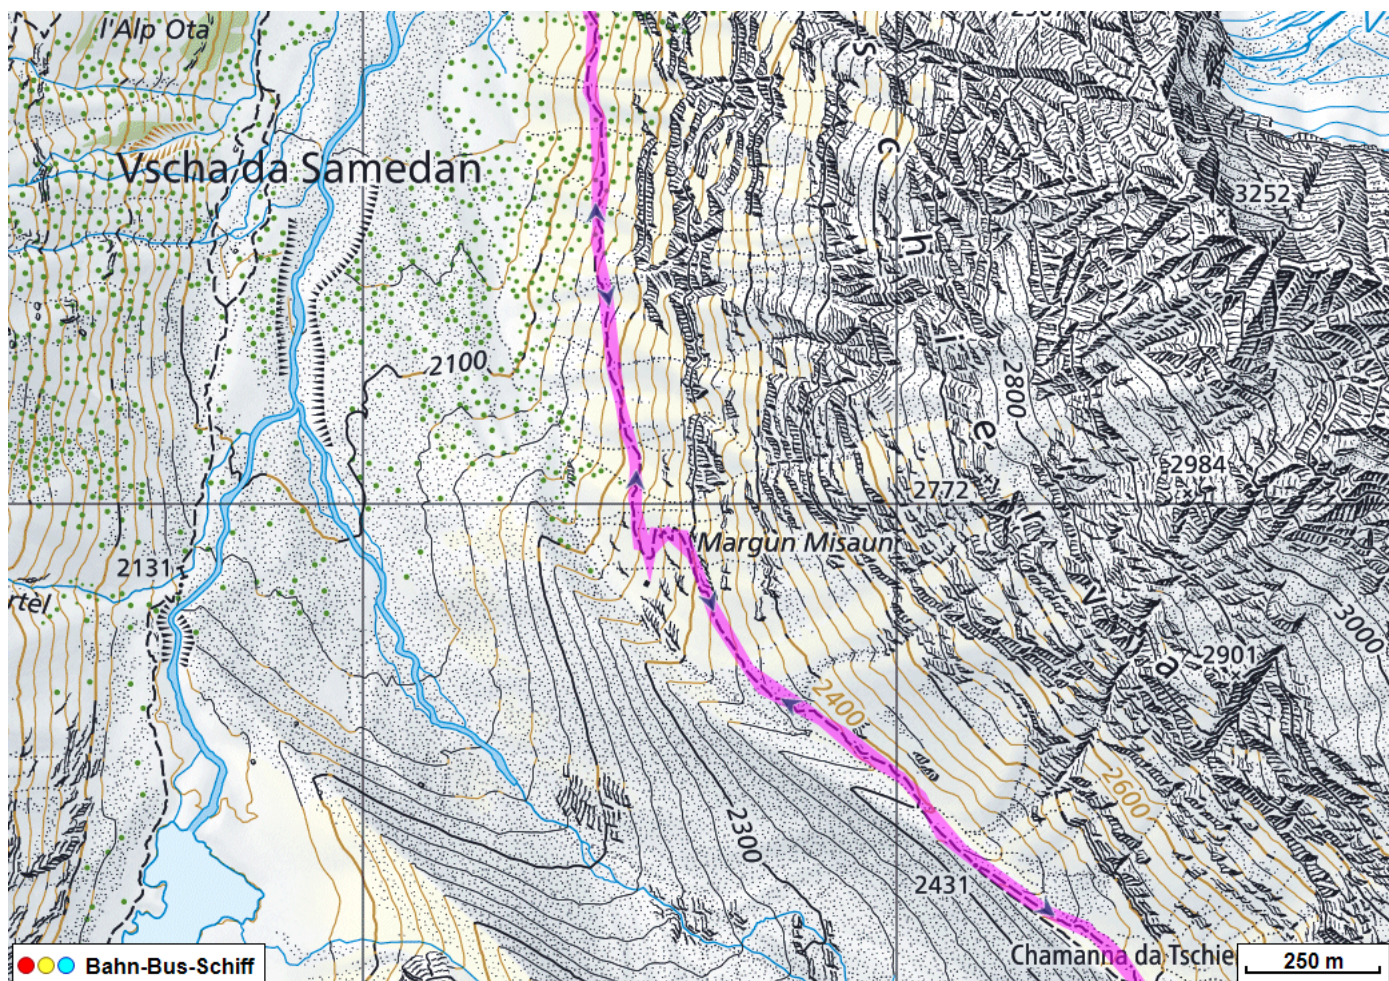 l'Alp Ota
S
c
h
i
e
r
v
a
3252
Vscha da Samedan
2100
2800
2984
2772
Margun Misaun
2131
rtèl
3000
2901
2400
2600
2300
2431
Chamanna da Tschie
Bahn-Bus-Schiff
250 m